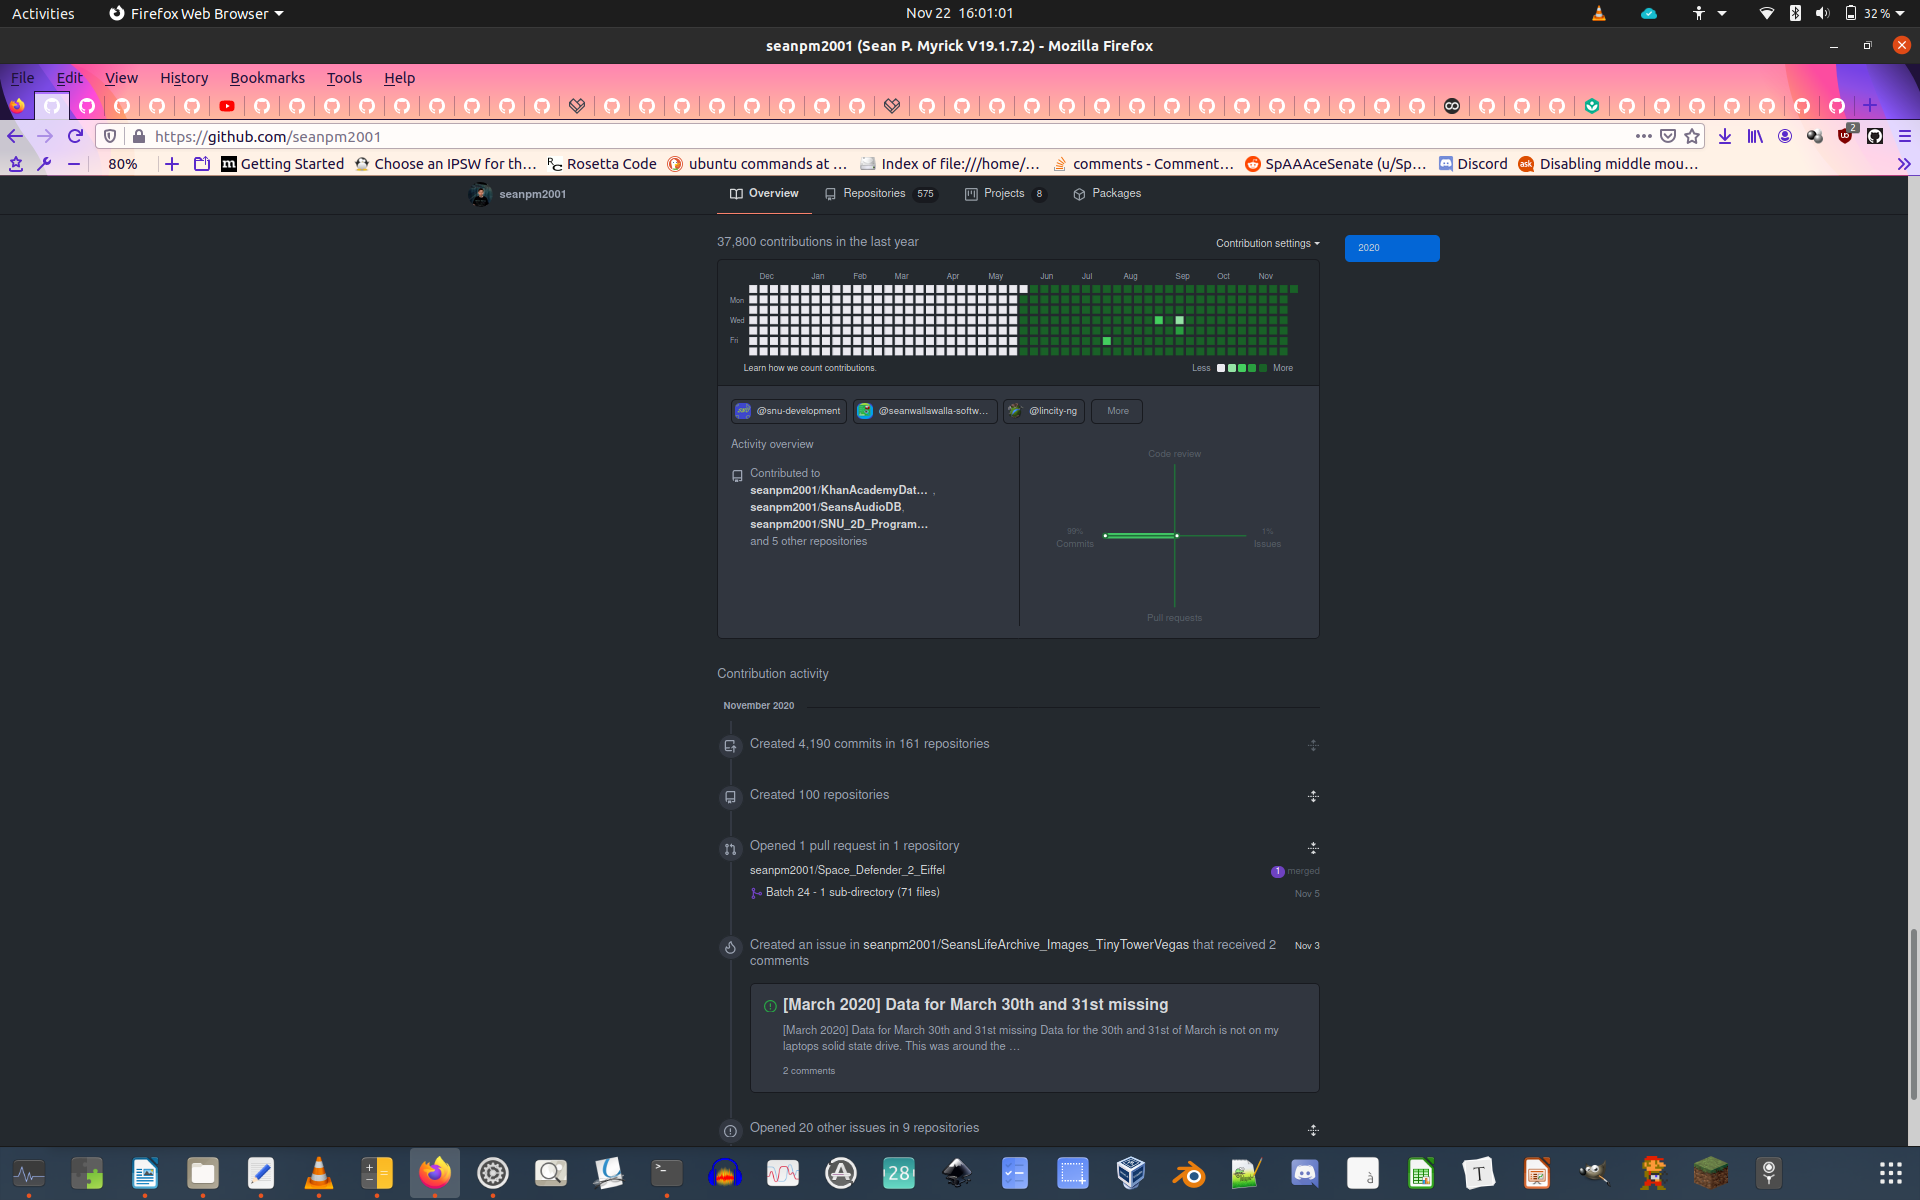 Activities
Firefox Web Browser
Nov 22 16:01:01
32 %
seanpm2001 (Sean P. Myrick V19.1.7.2) - Mozilla Firefox
File Edit View History Bookmarks Tools Help
https://github.com/seanpm2001
2
80%
Getting Started
Choose an IPSW for th…
Rosetta Code
ubuntu commands at …
Index of file:///home/…
comments - Comment…
SpAAAceSenate (u/Sp…
Discord
Disabling middle mou…
seanpm2001
Overview
Repositories 575
Projects 8
Packages
37,800 contributions in the last year
Contribution settings
2020
Dec Jan Feb Mar Apr May Jun Jul Aug Sep Oct Nov
Mon
Wed
Fri
Learn how we count contributions.
Less More
@snu-development
@seanwallawalla-softw…
@lincity-ng
More
Activity overview
Contributed to
seanpm2001/KhanAcademyDat… ,
seanpm2001/SeansAudioDB,
seanpm2001/SNU_2D_Program…
and 5 other repositories
Code review
99%
Commits
1%
Issues
Pull requests
Contribution activity
November 2020
Created 4,190 commits in 161 repositories
Created 100 repositories
Opened 1 pull request in 1 repository
seanpm2001/Space_Defender_2_Eiffel
1 merged
Batch 24 - 1 sub-directory (71 files)
Nov 5
Created an issue in seanpm2001/SeansLifeArchive_Images_TinyTowerVegas that received 2
comments
Nov 3
[March 2020] Data for March 30th and 31st missing
[March 2020] Data for March 30th and 31st missing Data for the 30th and 31st of March is not on my
laptops solid state drive. This was around the …
2 comments
Opened 20 other issues in 9 repositories
28